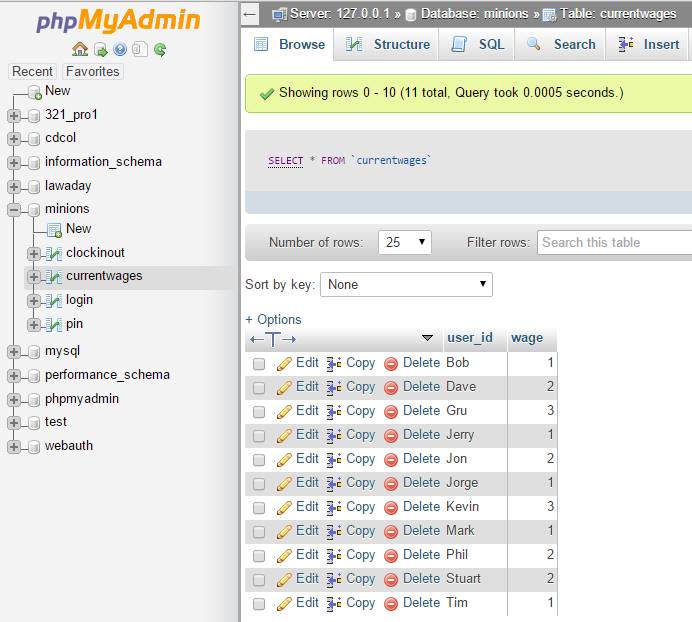 phpMyAdmin
Recent Favorites
New
321_pro1
cdcol
information_schema
lawaday
minions
New
clockinout
currentwages
login
pin
mysql
performance_schema
phpmyadmin
test
webauth
Server: 127.0.0.1 » Database: minions » Table: currentwages
Browse Structure SQL Search Insert
Showing rows 0 - 10 (11 total, Query took 0.0005 seconds.)
SELECT * FROM `currentwages`
Number of rows: 25 Filter rows: Search this table
Sort by key: None
+ Options
user_id wage
Edit Copy Delete Bob 1
Edit Copy Delete Dave 2
Edit Copy Delete Gru 3
Edit Copy Delete Jerry 1
Edit Copy Delete Jon 2
Edit Copy Delete Jorge 1
Edit Copy Delete Kevin 3
Edit Copy Delete Mark 1
Edit Copy Delete Phil 2
Edit Copy Delete Stuart 2
Edit Copy Delete Tim 1